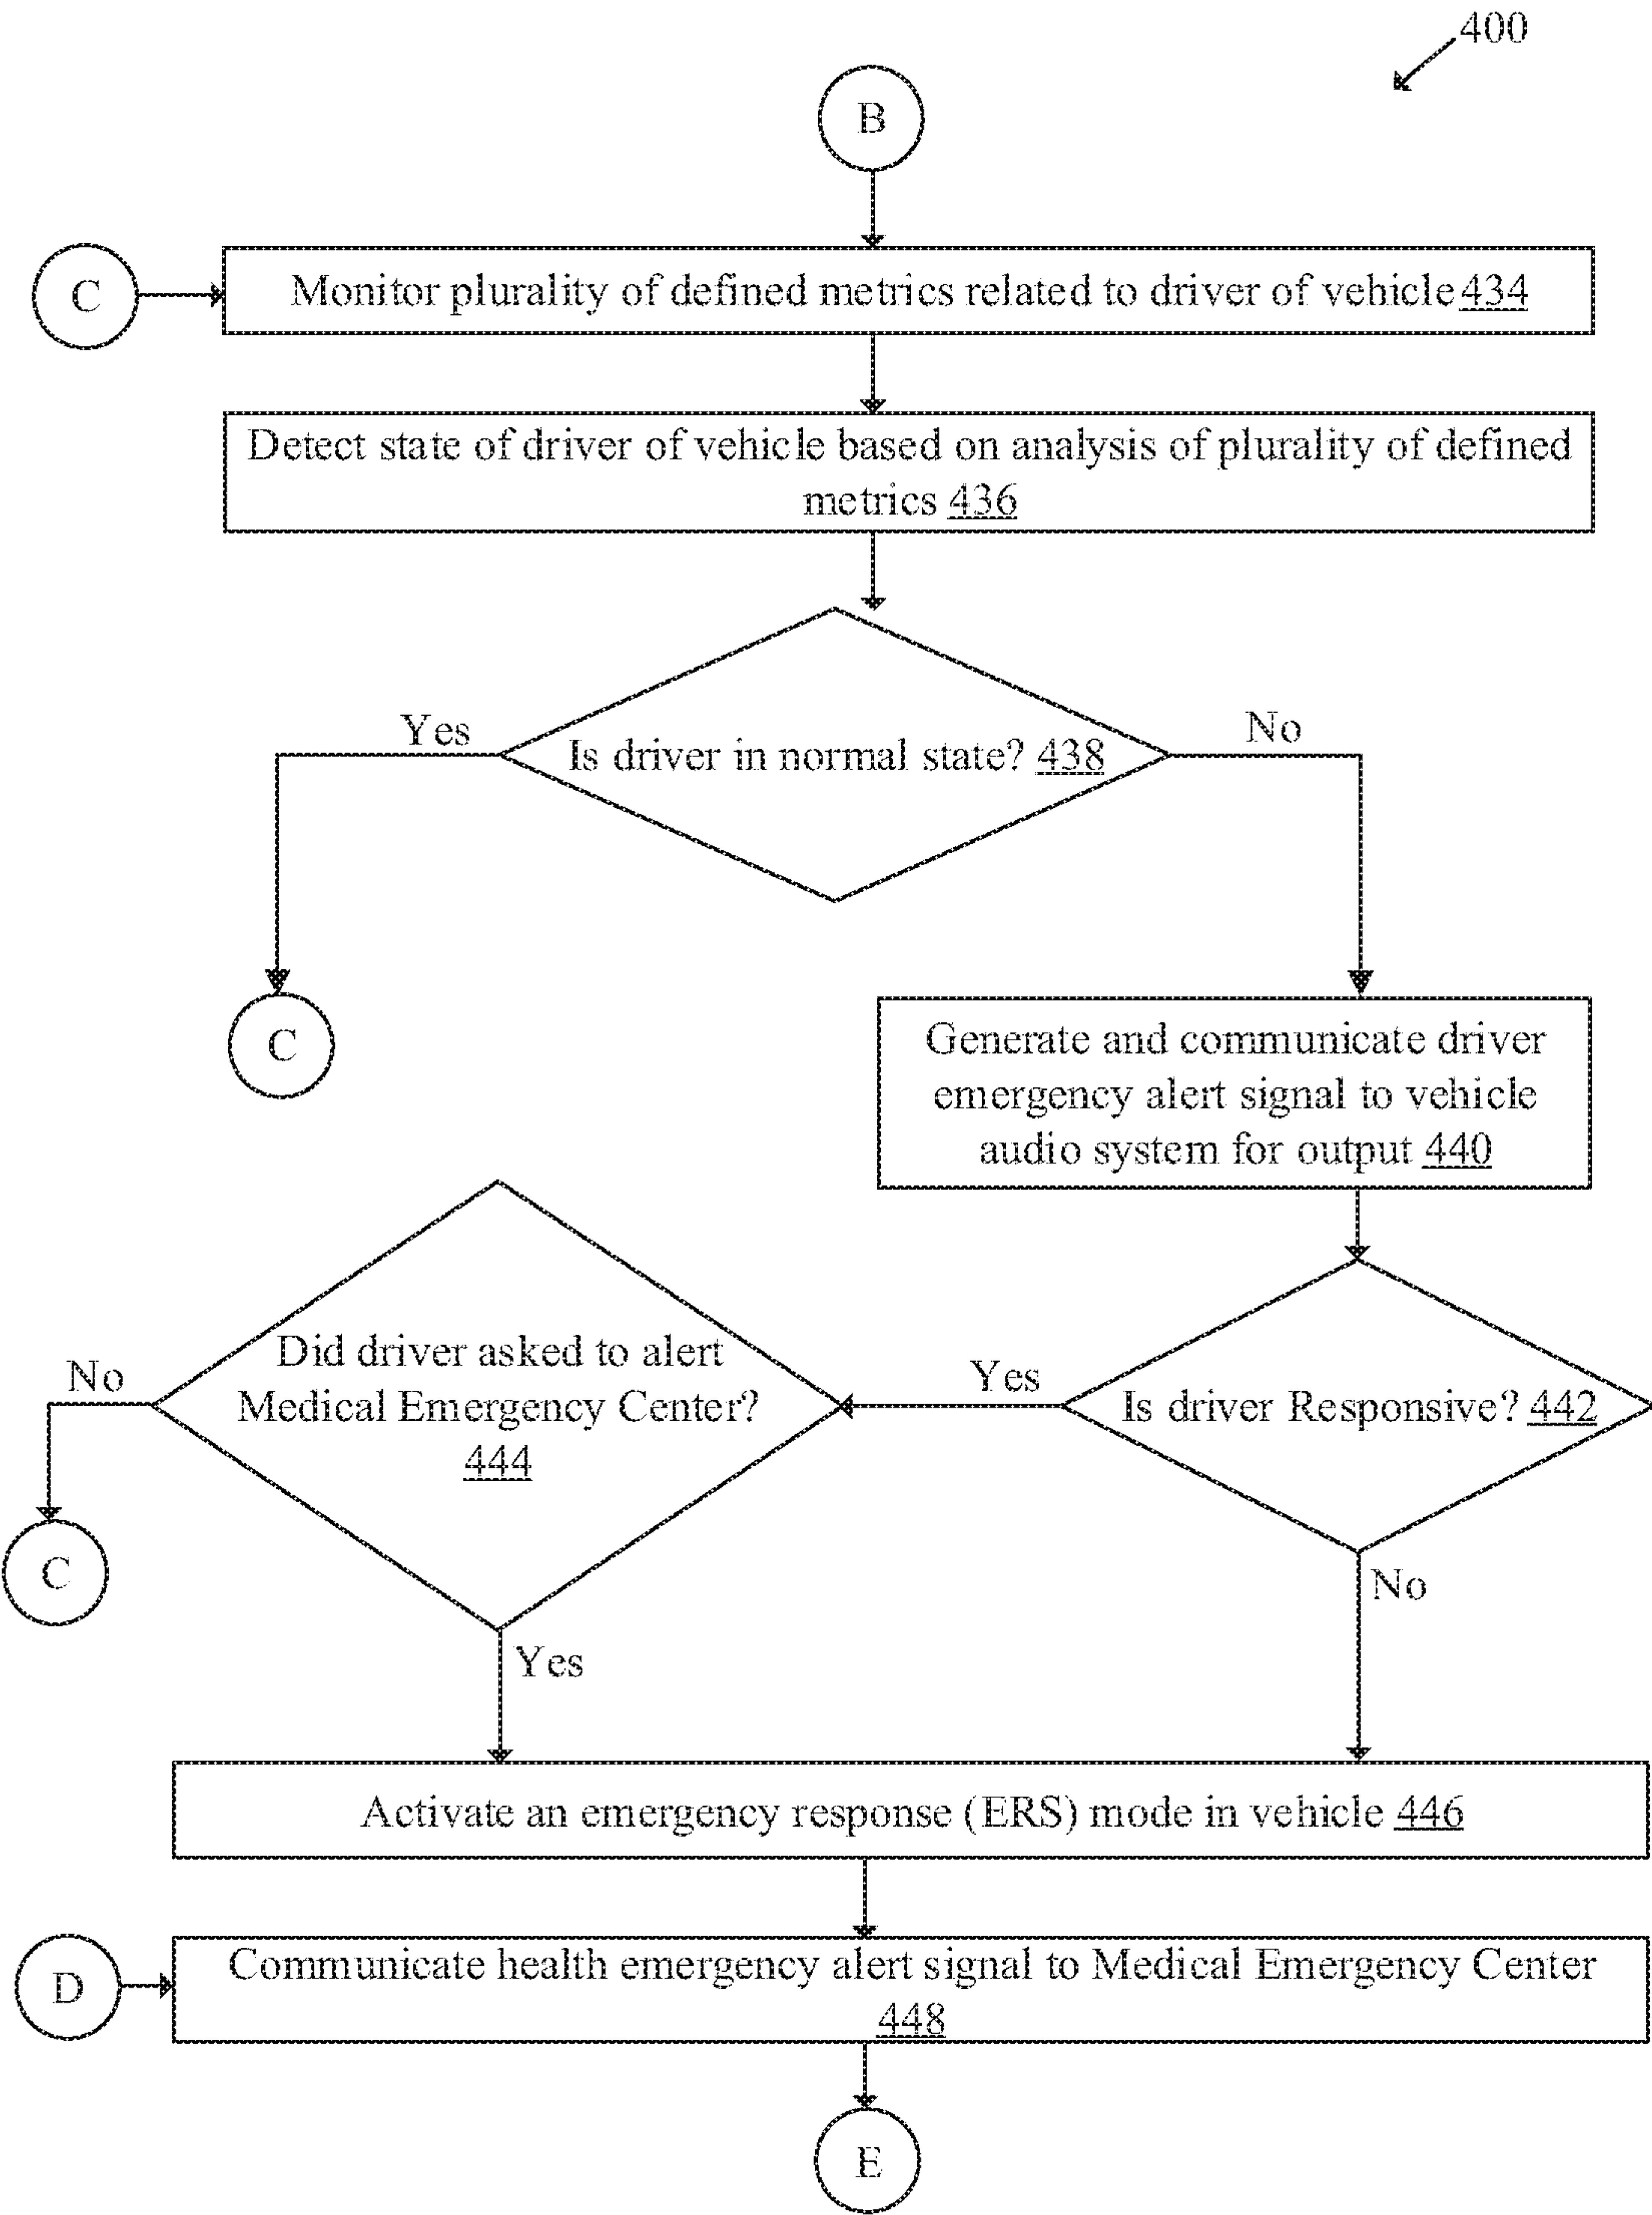 400
B
C
Monitor plurality of defined metrics related to driver of vehicle 434
Detect state of driver of vehicle based on analysis of plurality of defined
metrics 436
Yes
No
Is driver in normal state? 438
C
Generate and communicate driver
emergency alert signal to vehicle
audio system for output 440
Did driver asked to alert
Medical Emergency Center?
444
No
Yes
Is driver Responsive? 442
C
No
Yes
Activate an emergency response (ERS) mode in vehicle 446
D
Communicate health emergency alert signal to Medical Emergency Center
448
E